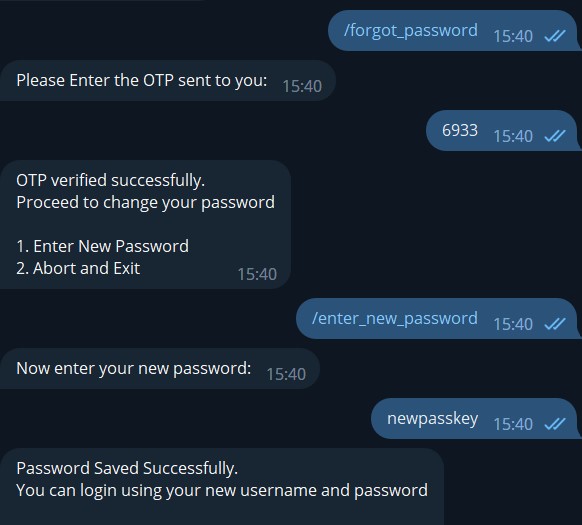 /forgot_password 15:40
Please Enter the OTP sent to you: 15:40
6933 15:40
OTP verified successfully.
Proceed to change your password
1. Enter New Password
2. Abort and Exit 15:40
/enter_new_password 15:40
Now enter your new password: 15:40
newpasskey 15:40
Password Saved Successfully.
You can login using your new username and password